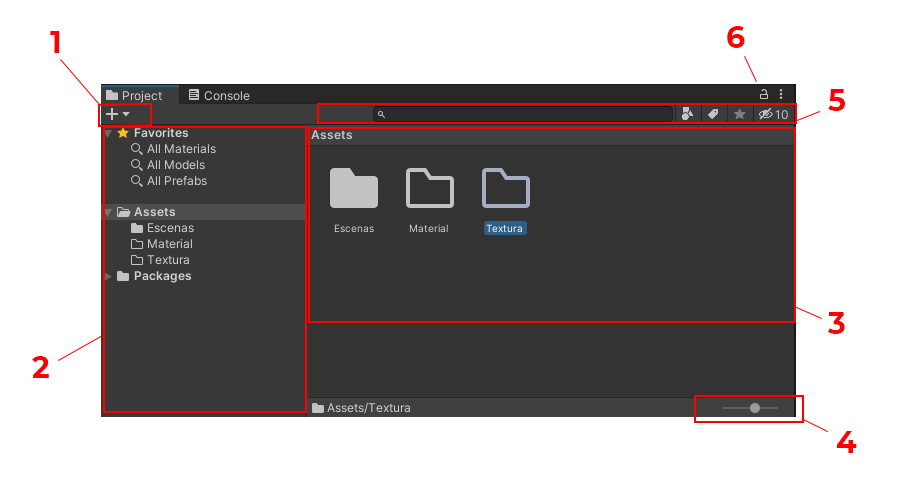 1
6
Project
Console
5
10
Favorites
Assets
All Materials
All Models
All Prefabs
Assets
Escenas
Material
Textura
Packages
Escenas
Material
Textura
3
2
Assets/Textura
4